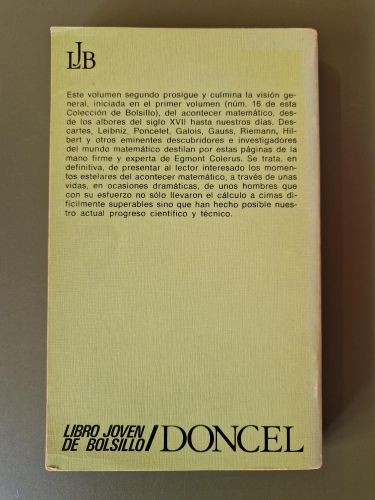 LJB
Este volumen segundo prosigue y culmina la visión ge-
neral, iniciada en el primer volumen (núm. 16 de esta
Colección de Bolsillo), del acontecer matemático, des-
de los albores del siglo XVII hasta nuestros días. Des-
cartes, Leibniz, Poncelet, Galois, Gauss, Riemann, Hil-
bert y otros eminentes descubridores e investigadores
del mundo matemático destilan por estas páginas de la
mano firme y experta de Egmont Colerus. Se trata, en
definitiva, de presentar al lector interesado los momen-
tos estelares del acontecer matemático, a través de unas
vidas, en ocasiones dramáticas, de unos hombres que
con su esfuerzo no sólo llevaron el cálculo a cimas di-
fícilmente superables sino que han hecho posible nues-
tro actual progreso científico y técnico.
LIBRO JOVEN
DE BOLSILLO/DONCEL